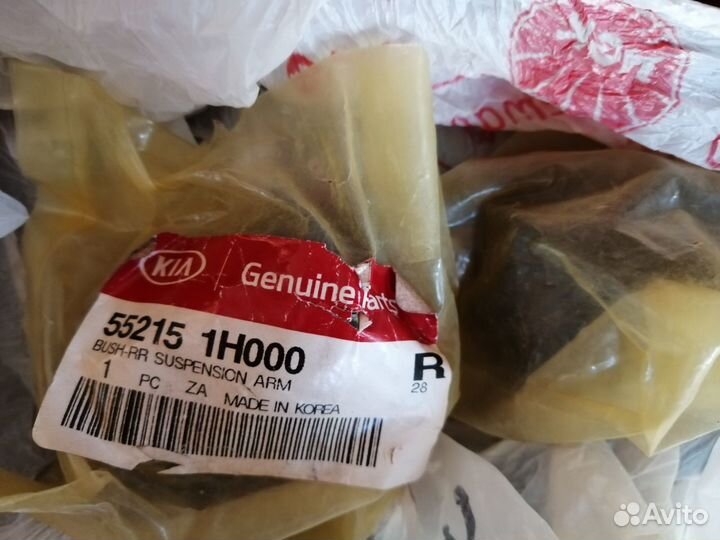 KIA
Genuine Parts
55215 1H000
BUSH-RR SUSPENSION ARM
1 PC ZA MADE IN KOREA
R
28
Avito